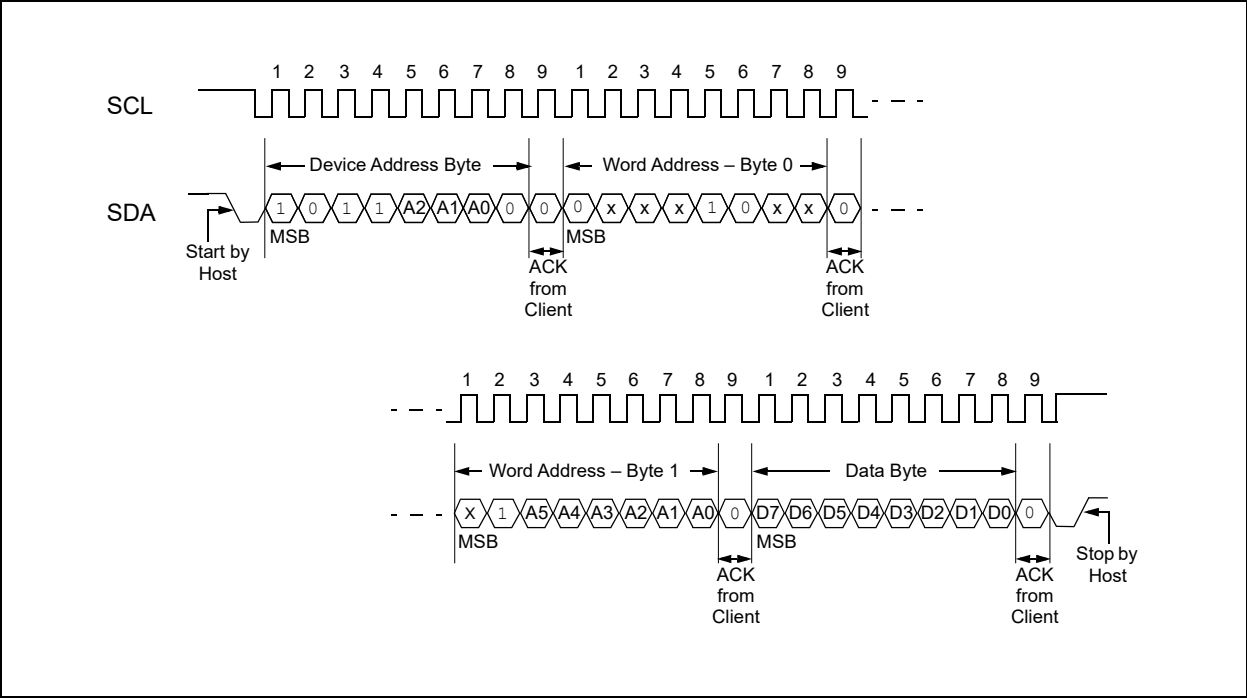 1 2 3 4 5 6 7 8 9 1 2 3 4 5 6 7 8 9
SCL
Device Address Byte
Word Address – Byte 0
SDA
1 0 1 1 A2 A1 A0 0 0 0 x x x 1 0 x x 0
MSB
MSB
Start by
Host
ACK
from
Client
ACK
from
Client
1 2 3 4 5 6 7 8 9 1 2 3 4 5 6 7 8 9
Word Address – Byte 1
Data Byte
x 1 A5 A4 A3 A2 A1 A0 0 D7 D6 D5 D4 D3 D2 D1 D0 0
MSB
MSB
Stop by
Host
ACK
from
Client
ACK
from
Client